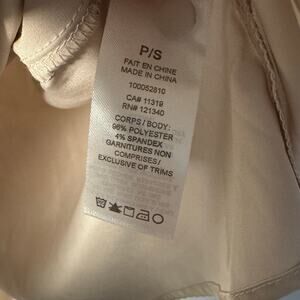 P/S
FAIT EN CHINE
MADE IN CHINA
100052810
CA# 11319
RN# 121340
CORPS / BODY:
96% POLYESTER
4% SPANDEX
GARNITURES NON
COMPRISES /
EXCLUSIVE OF TRIMS